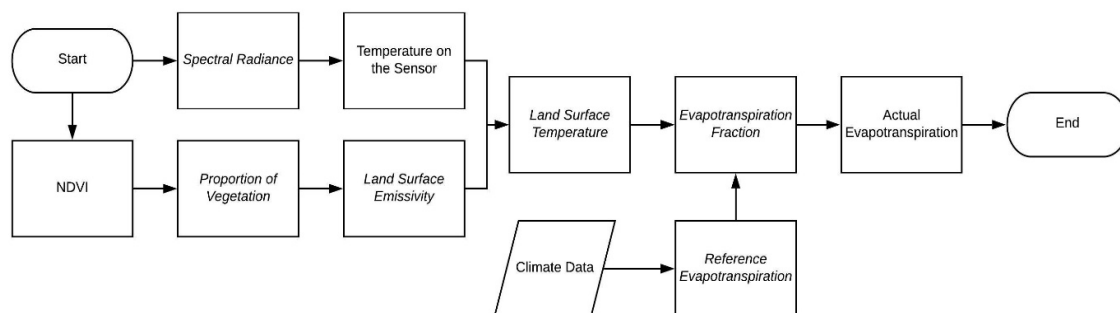 Start
Spectral Radiance
Temperature on
the Sensor
NDVI
Proportion of
Vegetation
Land Surface
Emissivity
Land Surface
Temperature
Evapotranspiration
Fraction
Actual
Evapotranspiration
End
Climate Data
Reference
Evapotranspiration